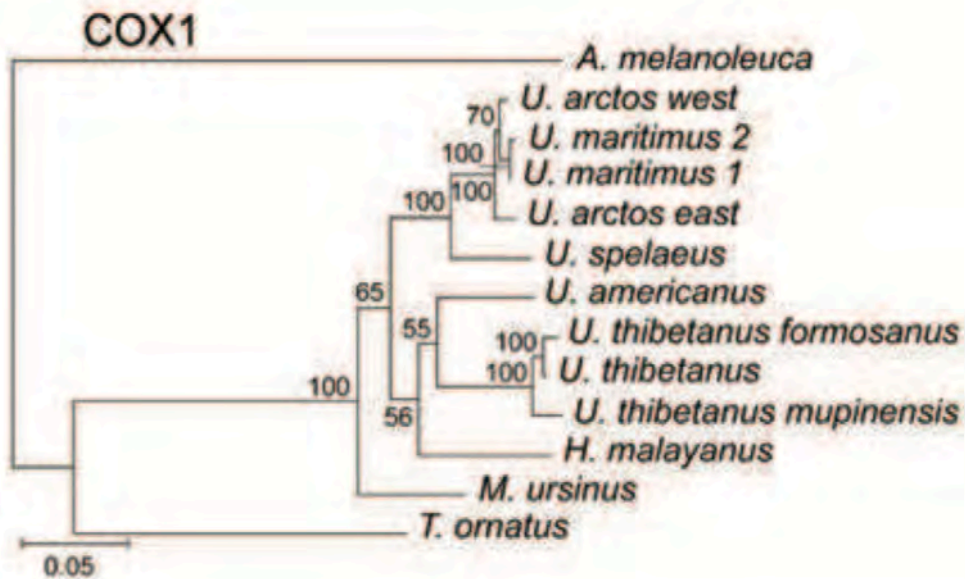 COX1
A. melanoleuca
U. arctos west
70
U. maritimus 2
100
U. maritimus 1
100
100
U. arctos east
U. spelaeus
65
U. americanus
55
U. thibetanus formosanus
100
U. thibetanus
100
100
56
U. thibetanus mupinensis
H. malayanus
M. ursinus
T. ornatus
0.05